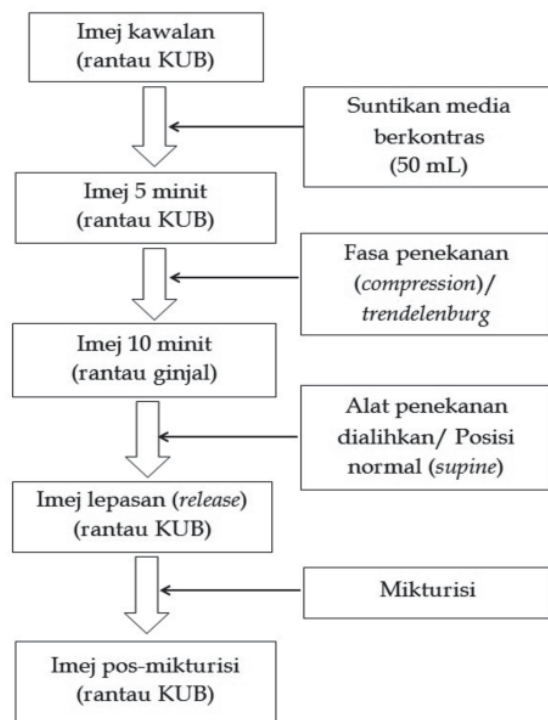 Imej kawalan
(rantau KUB)
Suntikan media
berkontras
(50 mL)
Imej 5 minit
(rantau KUB)
Fasa penekanan
(compression)/
trendelenburg
Imej 10 minit
(rantau ginjal)
Alat penekanan
dialihkan/ Posisi
normal (supine)
Imej lepasan (release)
(rantau KUB)
Mikturisi
Imej pos-mikturisi
(rantau KUB)